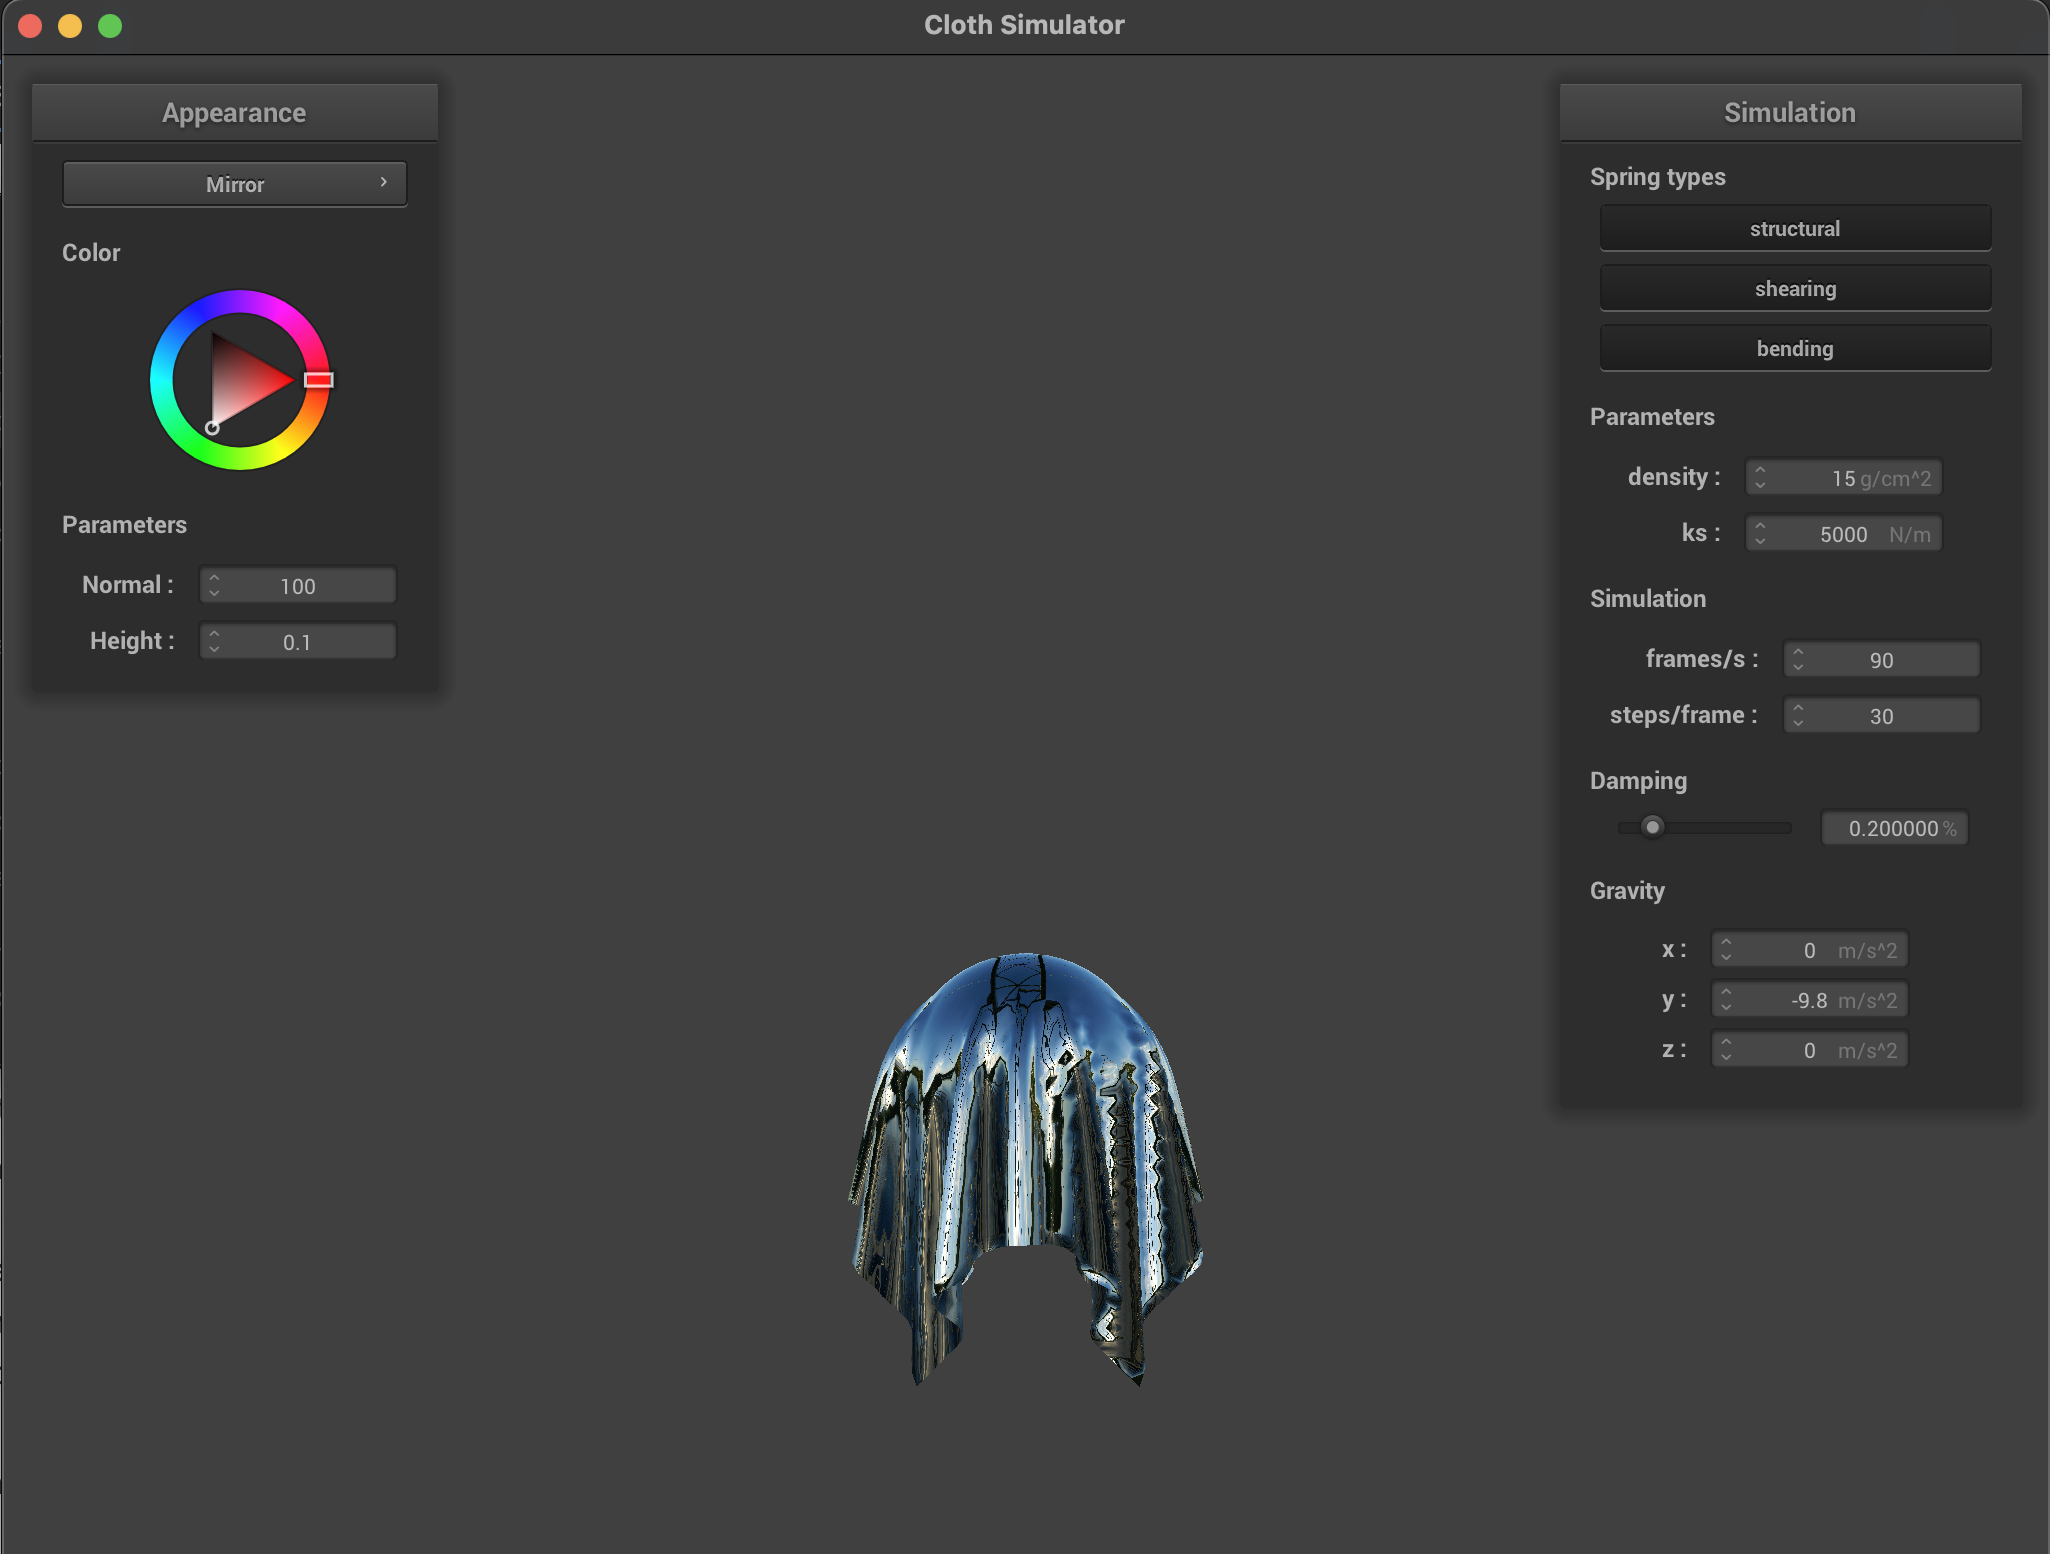 Cloth Simulator
Appearance
Mirror
Color
Parameters
Normal : 100
Height : 0.1
Simulation
Spring types
structural
shearing
bending
Parameters
density : 15 g/cm^2
ks : 5000 N/m
Simulation
frames/s : 90
steps/frame : 30
Damping
0.200000 %
Gravity
x : 0 m/s^2
y : -9.8 m/s^2
z : 0 m/s^2